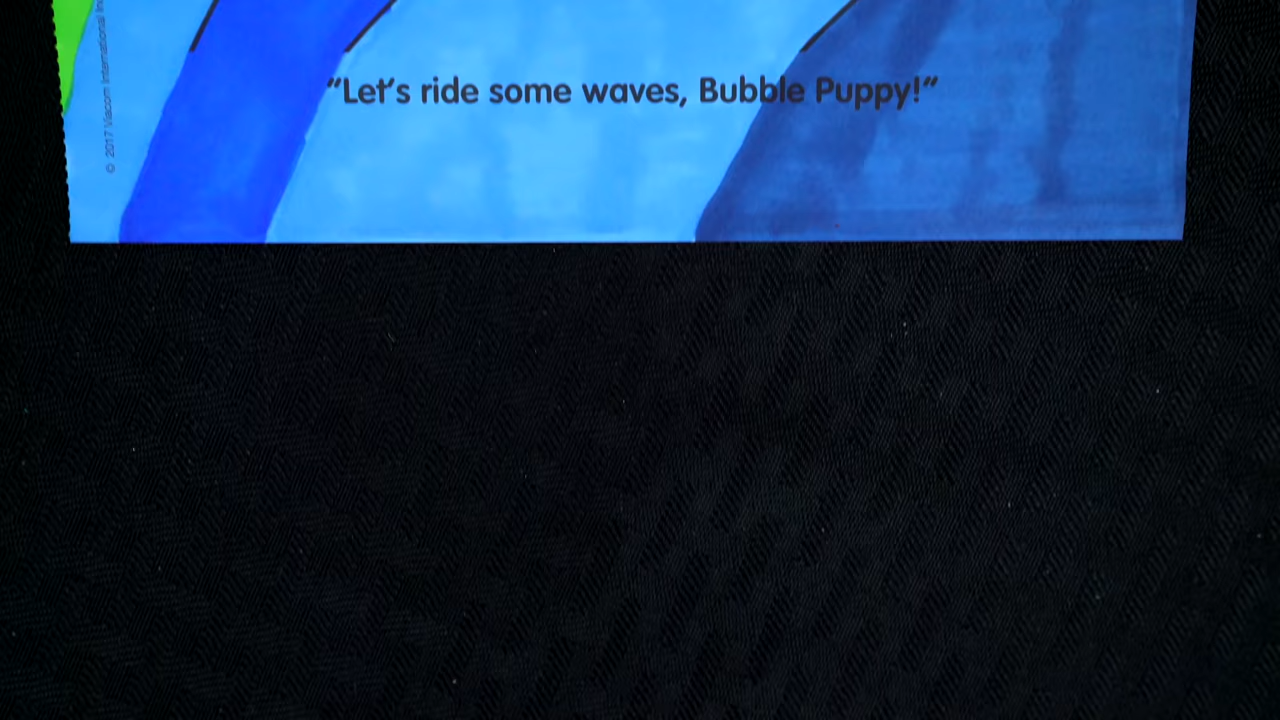 "Let's ride some waves, Bubble Puppy!"
© 2017 Viacom International